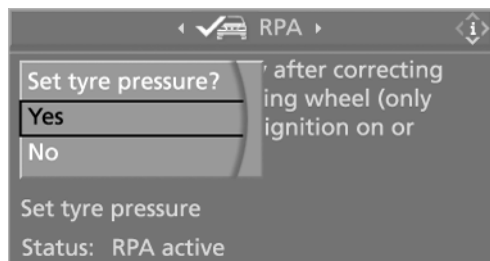 RPA
Set tyre pressure?
Yes
No
after correcting
ing wheel (only
ignition on or
Set tyre pressure
Status: RPA active